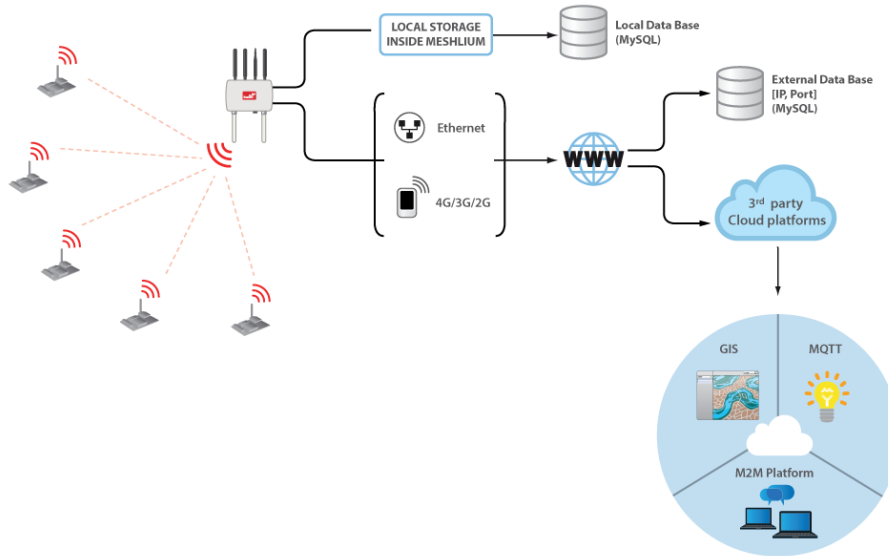 LOCAL STORAGE
INSIDE MESHLIUM
Local Data Base
(MySQL)
External Data Base
[IP, Port]
(MySQL)
Ethernet
WWW
4G/3G/2G
3rd party
Cloud platforms
GIS
MQTT
M2M Platform